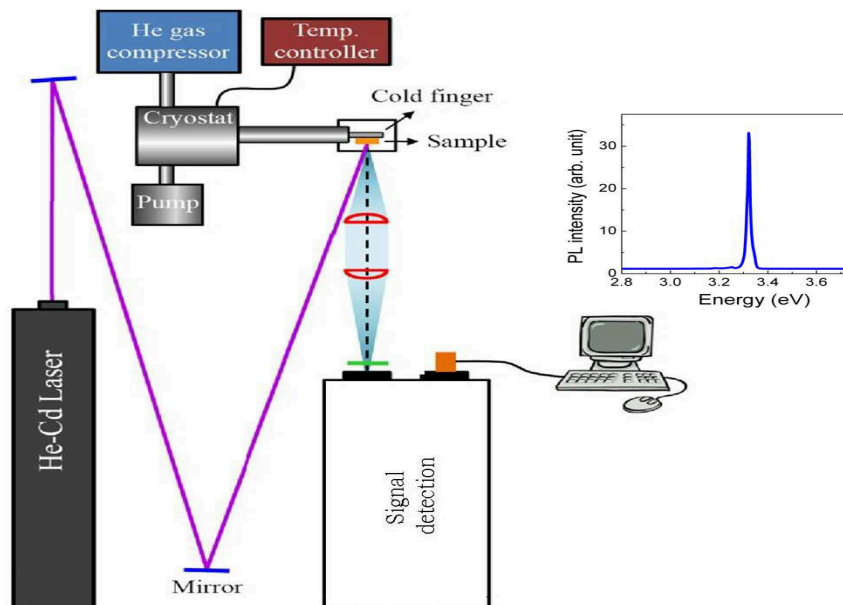 He gas
compressor
Temp.
controller
Cryostat
Cold finger
Sample
Pump
He-Cd Laser
Mirror
Signal
detection
PL intensity (arb. unit)
30
20
10
0
2.8 3.0 3.2 3.4 3.6
Energy (eV)